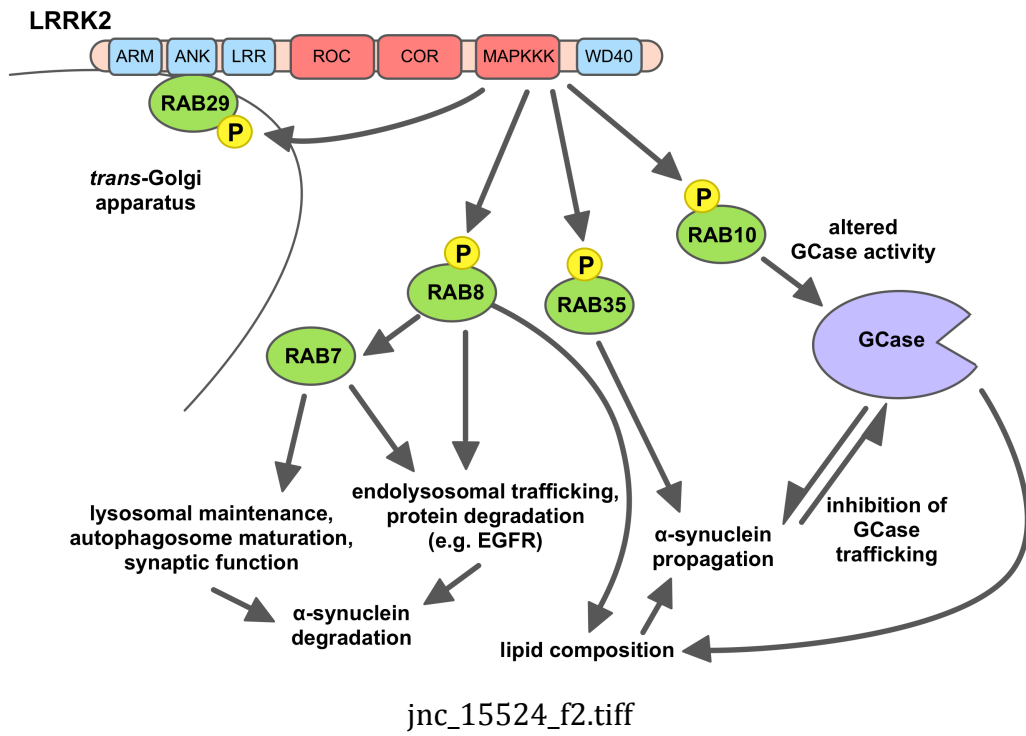 LRRK2
ARM ANK LRR ROC COR MAPKKK WD40
RAB29
P
trans-Golgi
apparatus
P
RAB8
P
RAB35
P
RAB10
altered
GCase activity
GCase
RAB7
endolysosomal trafficking,
protein degradation
(e.g. EGFR)
lysosomal maintenance,
autophagosome maturation,
synaptic function
α-synuclein
propagation
inhibition of
GCase
trafficking
α-synuclein
degradation
lipid composition
jnc_15524_f2.tiff